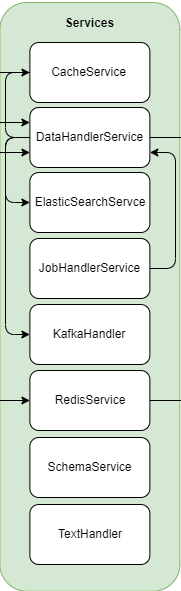 Services
CacheService
DataHandlerService
ElasticSearchServce
JobHandlerService
KafkaHandler
RedisService
SchemaService
TextHandler